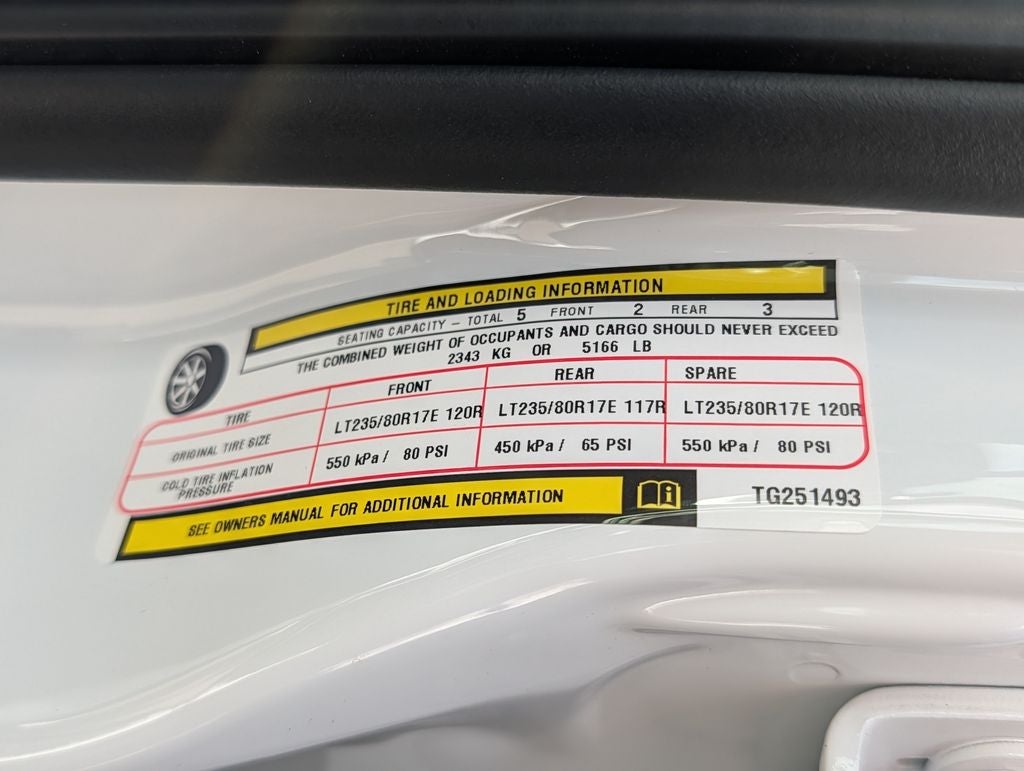 TIRE AND LOADING INFORMATION
SEATING CAPACITY – TOTAL 5 FRONT 2 REAR 3
THE COMBINED WEIGHT OF OCCUPANTS AND CARGO SHOULD NEVER EXCEED
2343 KG OR 5166 LB
TIRE FRONT REAR SPARE
ORIGINAL TIRE SIZE LT235/80R17E 120R LT235/80R17E 117R LT235/80R17E 120R
COLD TIRE INFLATION
PRESSURE 550 kPa / 80 PSI 450 kPa / 65 PSI 550 kPa / 80 PSI
SEE OWNERS MANUAL FOR ADDITIONAL INFORMATION
TG251493